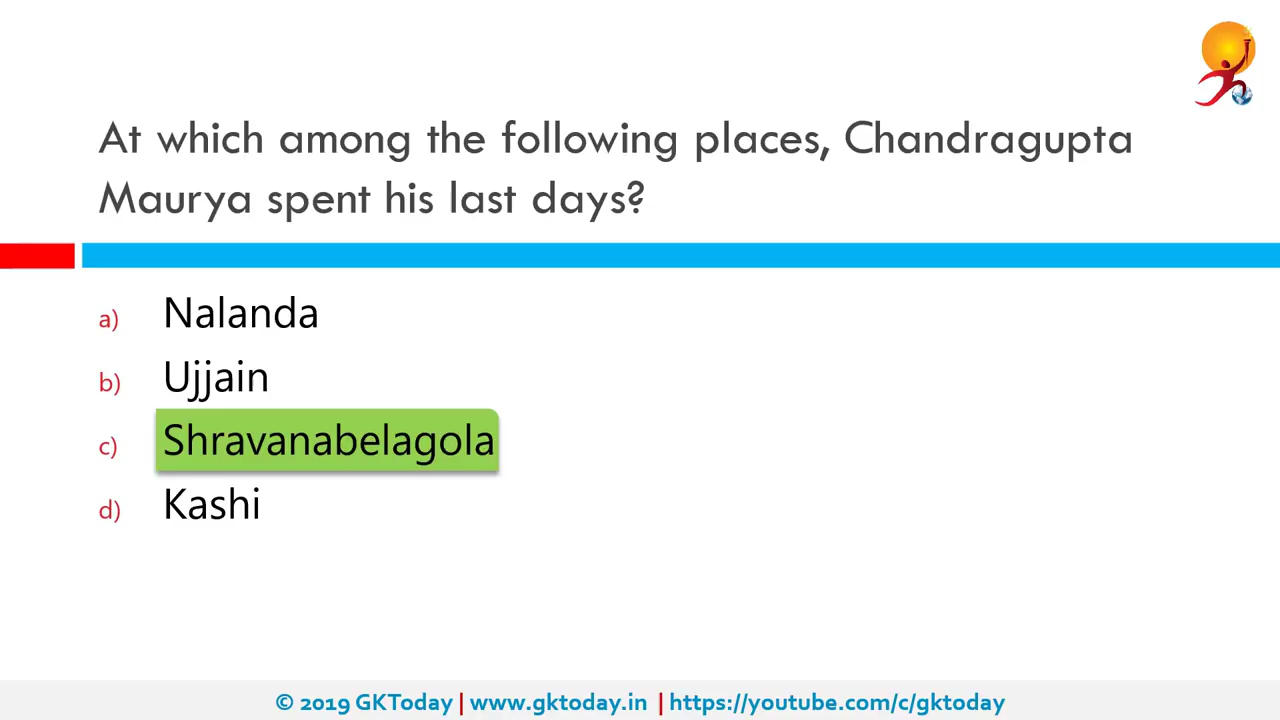 At which among the following places, Chandragupta
Maurya spent his last days?
a) Nalanda
b) Ujjain
c) Shravanabelagola
d) Kashi
© 2019 GKToday | www.gktoday.in | https://youtube.com/c/gktoday